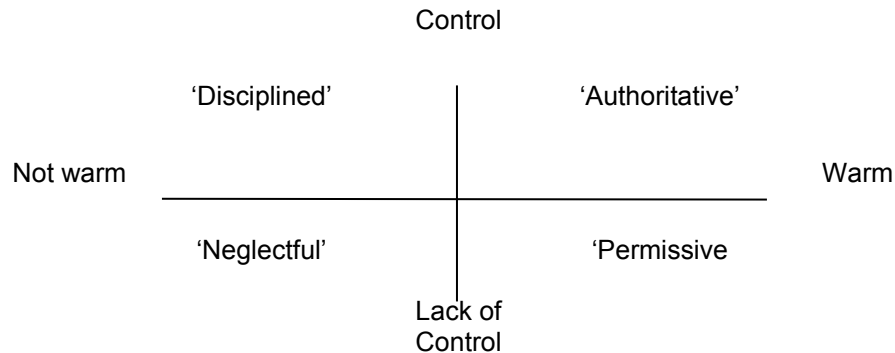 Control
‘Disciplined’ ‘Authoritative’
Not warm Warm
‘Neglectful’ ‘Permissive
Lack of
Control